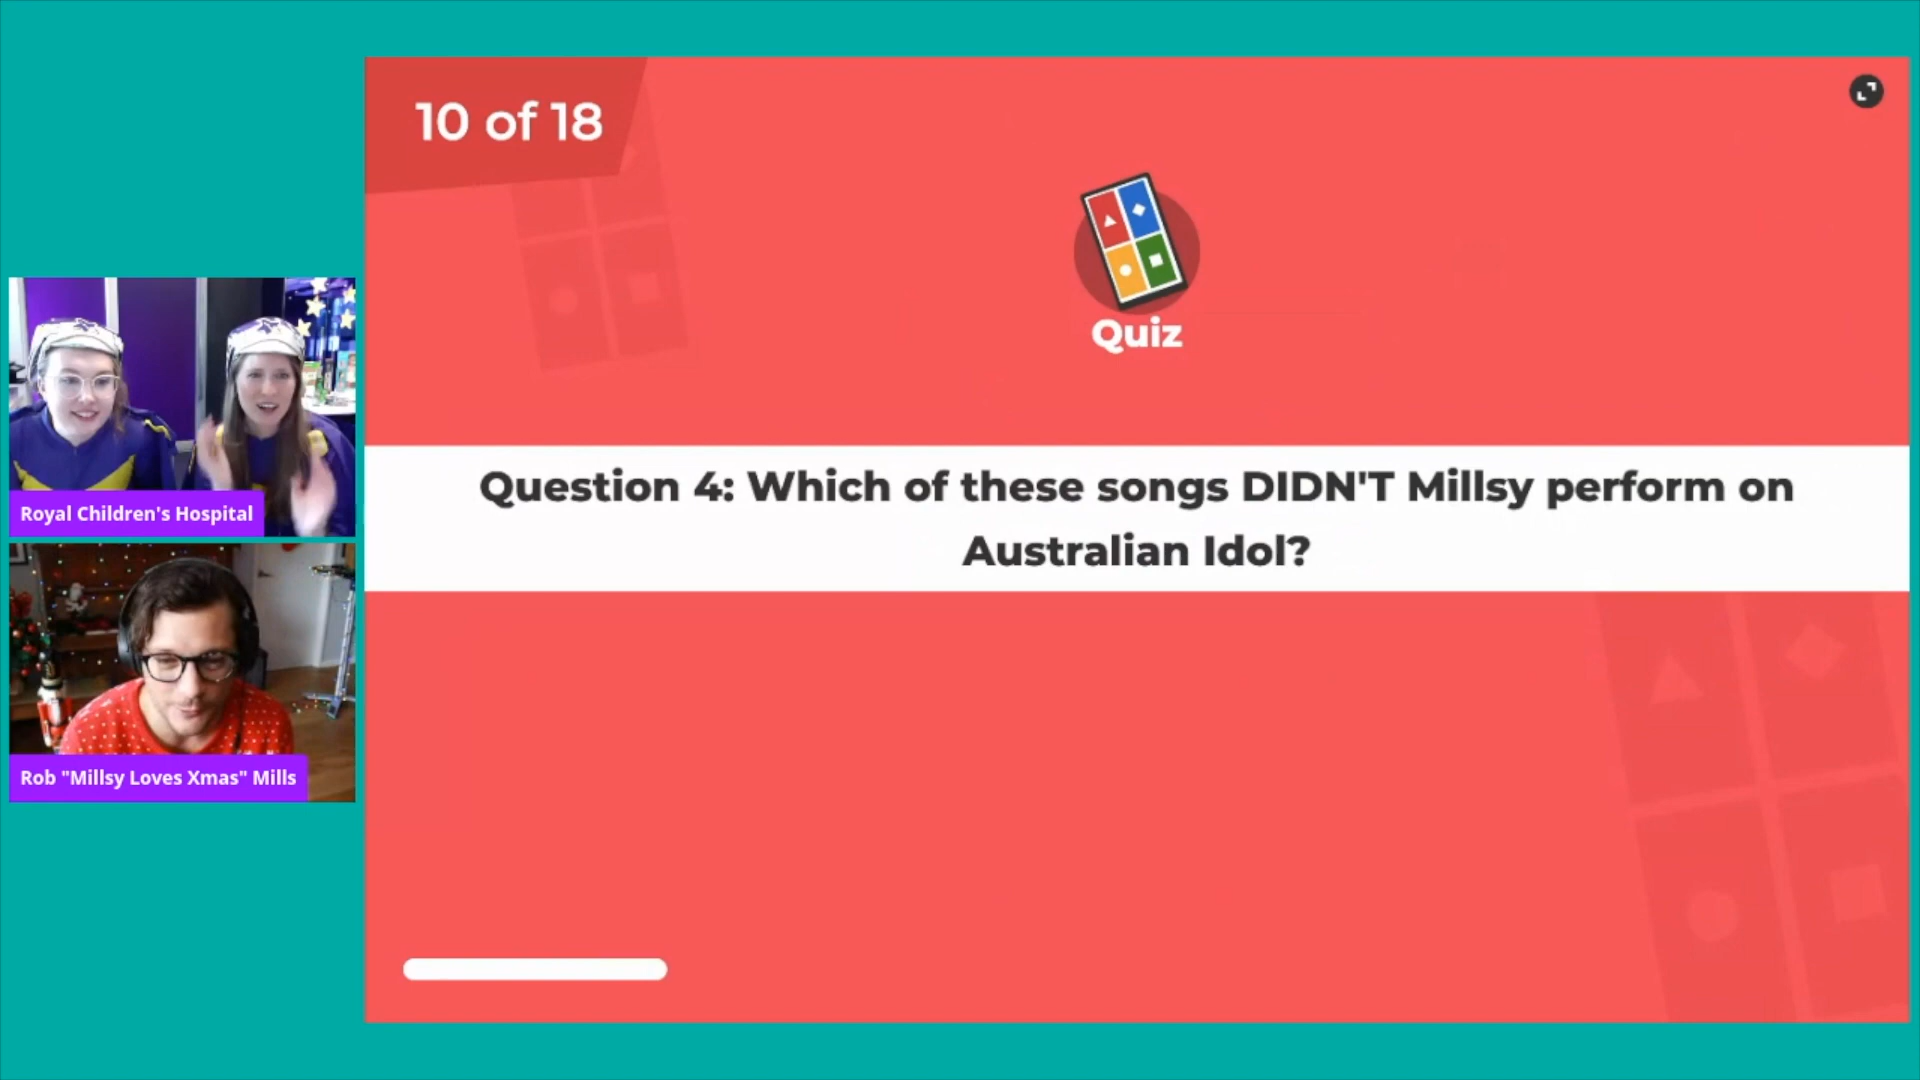 10 of 18
Quiz
Question 4: Which of these songs DIDN'T Millsy perform on
Australian Idol?
Royal Children's Hospital
Rob "Millsy Loves Xmas" Mills